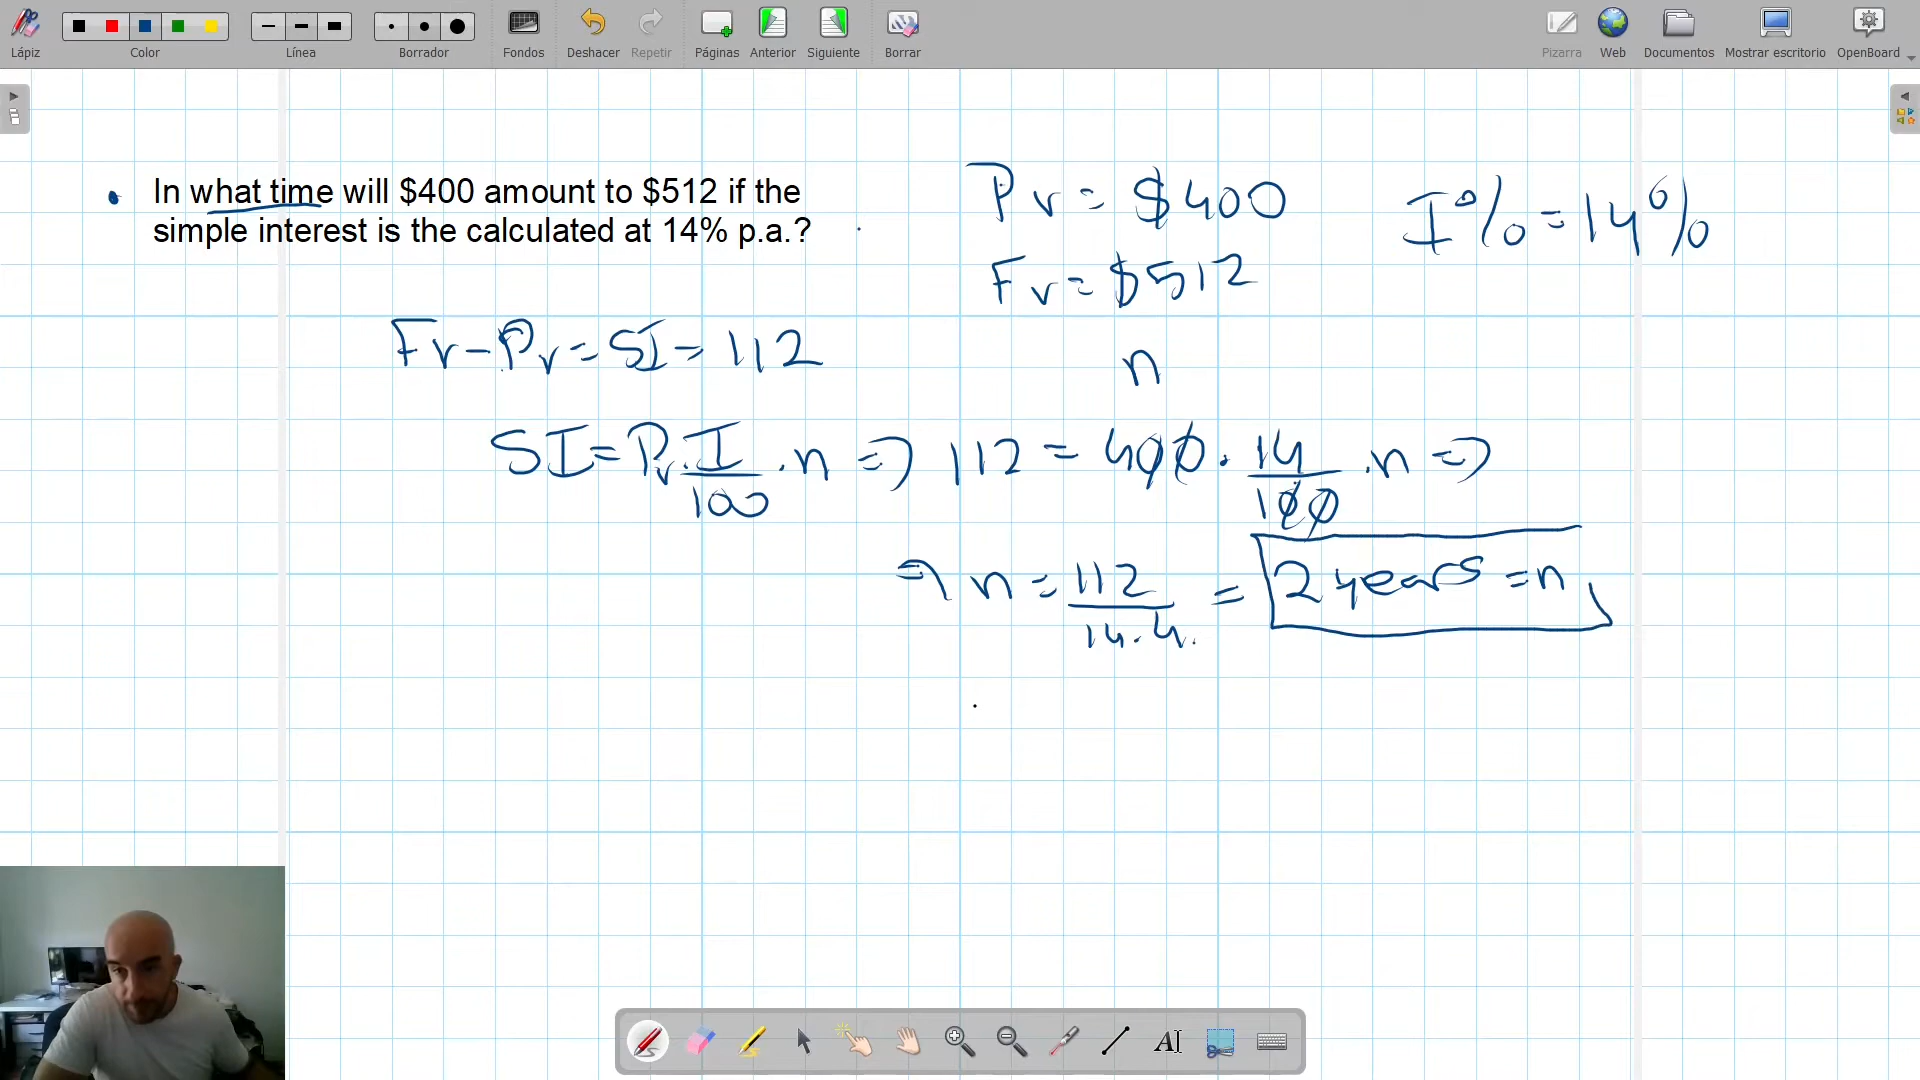 Lápiz Color Línea Borrador Fondos Deshacer Repetir Páginas Anterior Siguiente Borrar Pizarra Web Documentos Mostrar escritorio OpenBoard
In what time will $400 amount to $512 if the
simple interest is the calculated at 14% p.a.?
Pv = $400
I% = 14%
Fv = $512
Fv - Pv = SI = 112
n
SI = Pv · I/100 · n => 112 = 400 · 14/100 · n =>
=> n = 112/14·4 = 2 years = n
AI